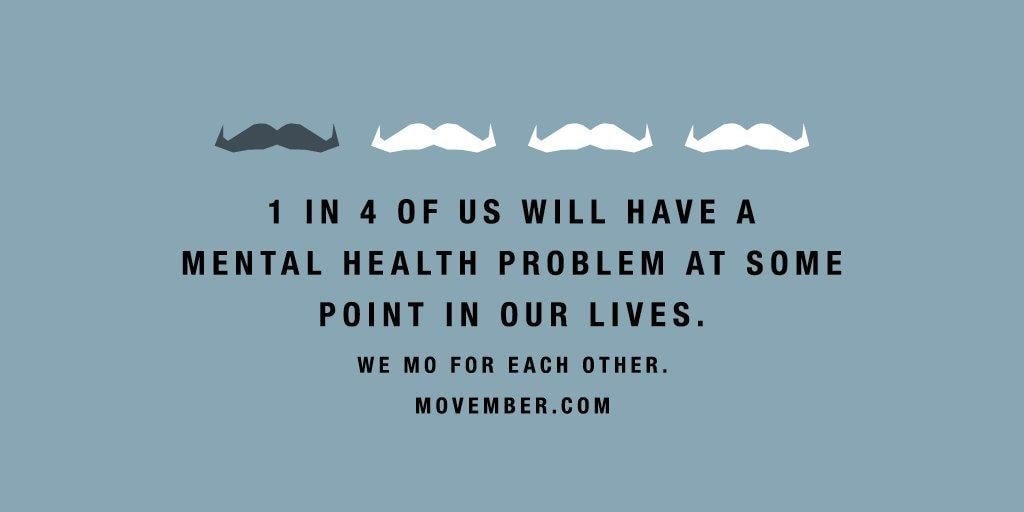 1 IN 4 OF US WILL HAVE A
MENTAL HEALTH PROBLEM AT SOME
POINT IN OUR LIVES.
WE MO FOR EACH OTHER.
MOVEMBER.COM